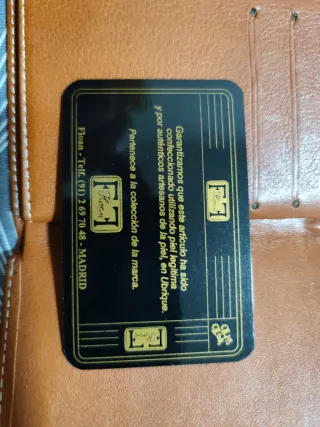 Garantizamos que este artículo ha sido
confeccionado utilizando piel legítima
y por auténticos artesanos de la piel, en Ubrique.
Pertenece a la colección de la marca.
Floan - Telf. (91) 2 69 70 48 - MADRID